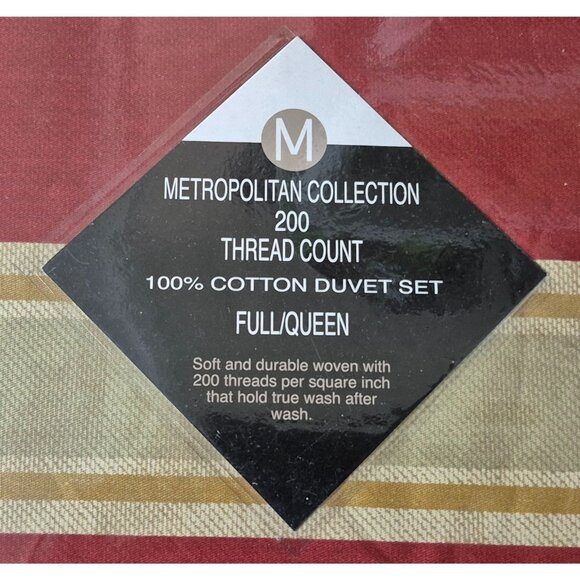 M
METROPOLITAN COLLECTION
200
THREAD COUNT
100% COTTON DUVET SET
FULL/QUEEN
Soft and durable woven with
200 threads per square inch
that hold true wash after
wash.